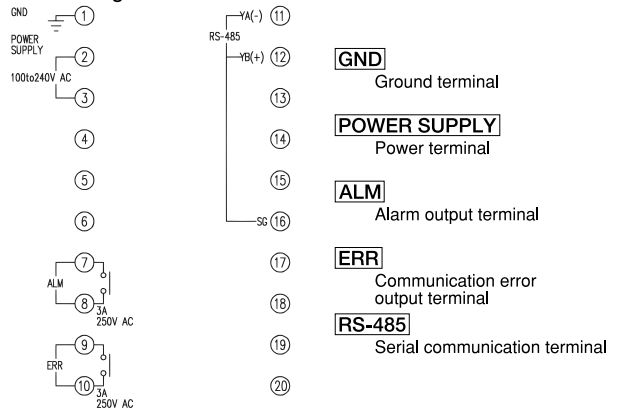 GND
1
POWER
SUPPLY
2
100to240V AC
3
4
5
6
7
ALM
8
3A
250V AC
9
ERR
10
3A
250V AC
YA(-) 11
RS-485
YB(+) 12
13
14
15
SG 16
17
18
19
20
GND
Ground terminal
POWER SUPPLY
Power terminal
ALM
Alarm output terminal
ERR
Communication error
output terminal
RS-485
Serial communication terminal